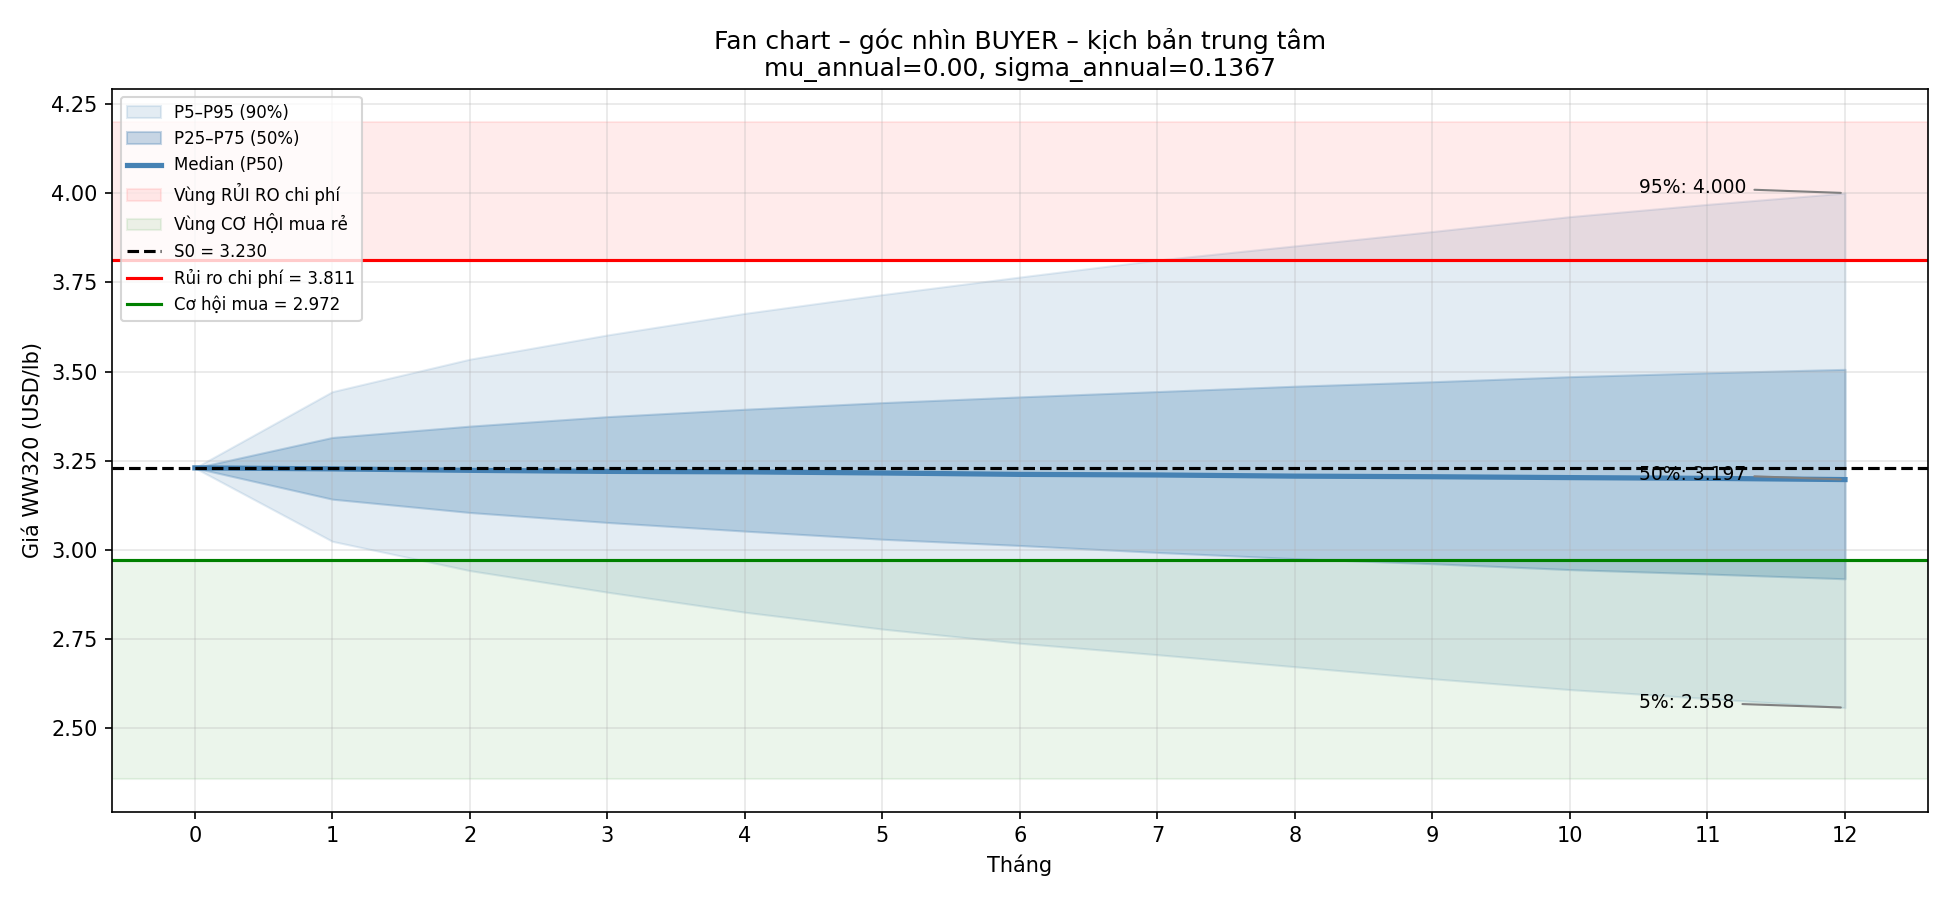 Fan chart – góc nhìn BUYER – kịch bản trung tâm
mu_annual=0.00, sigma_annual=0.1367
P5–P95 (90%)
P25–P75 (50%)
Median (P50)
Vùng RỦI RO chi phí
Vùng CƠ HỘI mua rẻ
S0 = 3.230
Rủi ro chi phí = 3.811
Cơ hội mua = 2.972
95%: 4.000
50%: 3.197
5%: 2.558
Giá WW320 (USD/lb)
4.25
4.00
3.75
3.50
3.25
3.00
2.75
2.50
0 1 2 3 4 5 6 7 8 9 10 11 12
Tháng